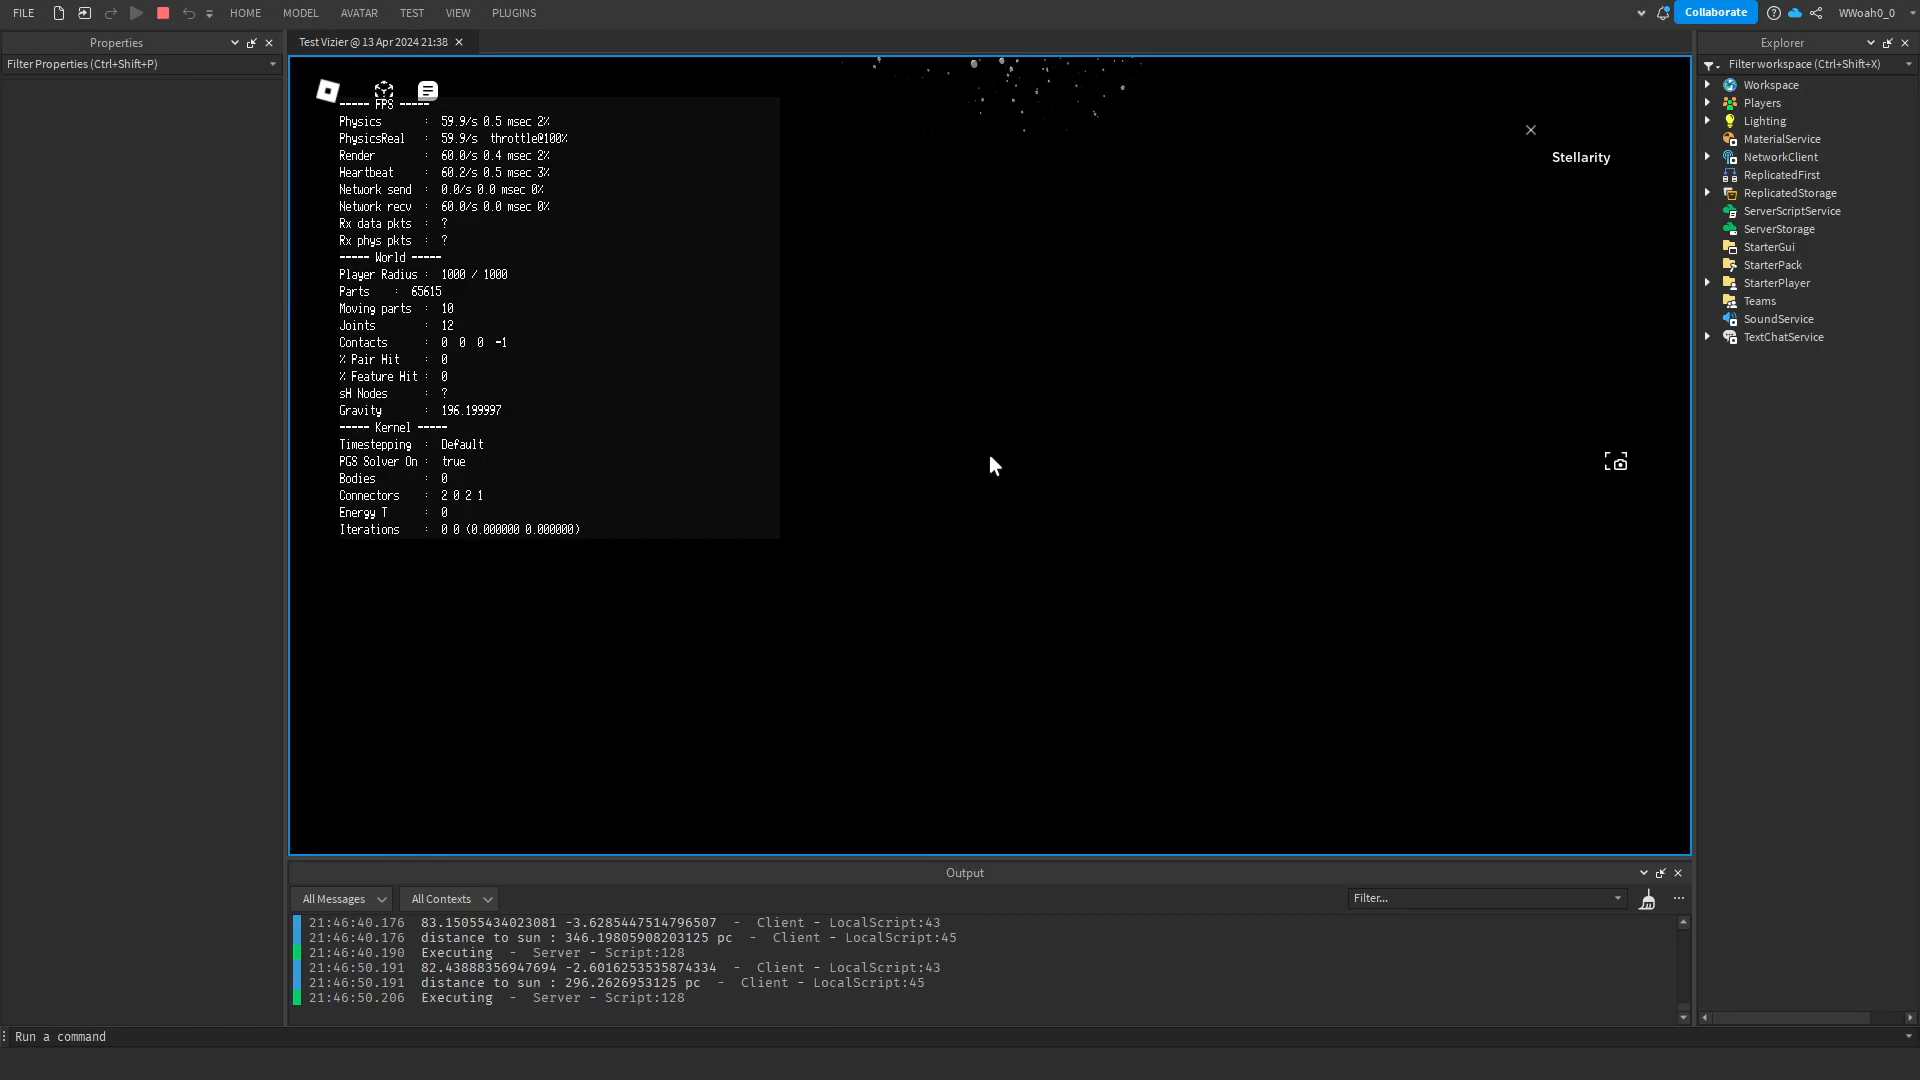 FILE HOME MODEL AVATAR TEST VIEW PLUGINS Collaborate WWoah0_0
Properties
Filter Properties (Ctrl+Shift+P)
Test Vizier @ 13 Apr 2024 21:38
----- FPS -----
Physics : 59.9/s 0.5 msec 2%
PhysicsReal : 59.9/s throttle@100%
Render : 60.0/s 0.4 msec 2%
Heartbeat : 60.2/s 0.5 msec 3%
Network send : 0.0/s 0.0 msec 0%
Network recv : 60.0/s 0.0 msec 0%
Rx data pkts : ?
Rx phys pkts : ?
----- World -----
Player Radius : 1000 / 1000
Parts : 65615
Moving parts : 10
Joints : 12
Contacts : 0 0 0 -1
% Pair Hit : 0
% Feature Hit : 0
sH Nodes : ?
Gravity : 196.199997
----- Kernel -----
Timestepping : Default
PGS Solver On : true
Bodies : 0
Connectors : 2 0 2 1
Energy T : 0
Iterations : 0 0 (0.000000 0.000000)
Stellarity
Explorer
Filter workspace (Ctrl+Shift+X)
Workspace
Players
Lighting
MaterialService
NetworkClient
ReplicatedFirst
ReplicatedStorage
ServerScriptService
ServerStorage
StarterGui
StarterPack
StarterPlayer
Teams
SoundService
TextChatService
Output
All Messages All Contexts Filter...
21:46:40.176 83.15055434023081 -3.6285447514796507 - Client - LocalScript:43
21:46:40.176 distance to sun : 346.19805908203125 pc - Client - LocalScript:45
21:46:40.190 Executing - Server - Script:128
21:46:50.191 82.43888356947694 -2.6016253535874334 - Client - LocalScript:43
21:46:50.191 distance to sun : 296.2626953125 pc - Client - LocalScript:45
21:46:50.206 Executing - Server - Script:128
Run a command